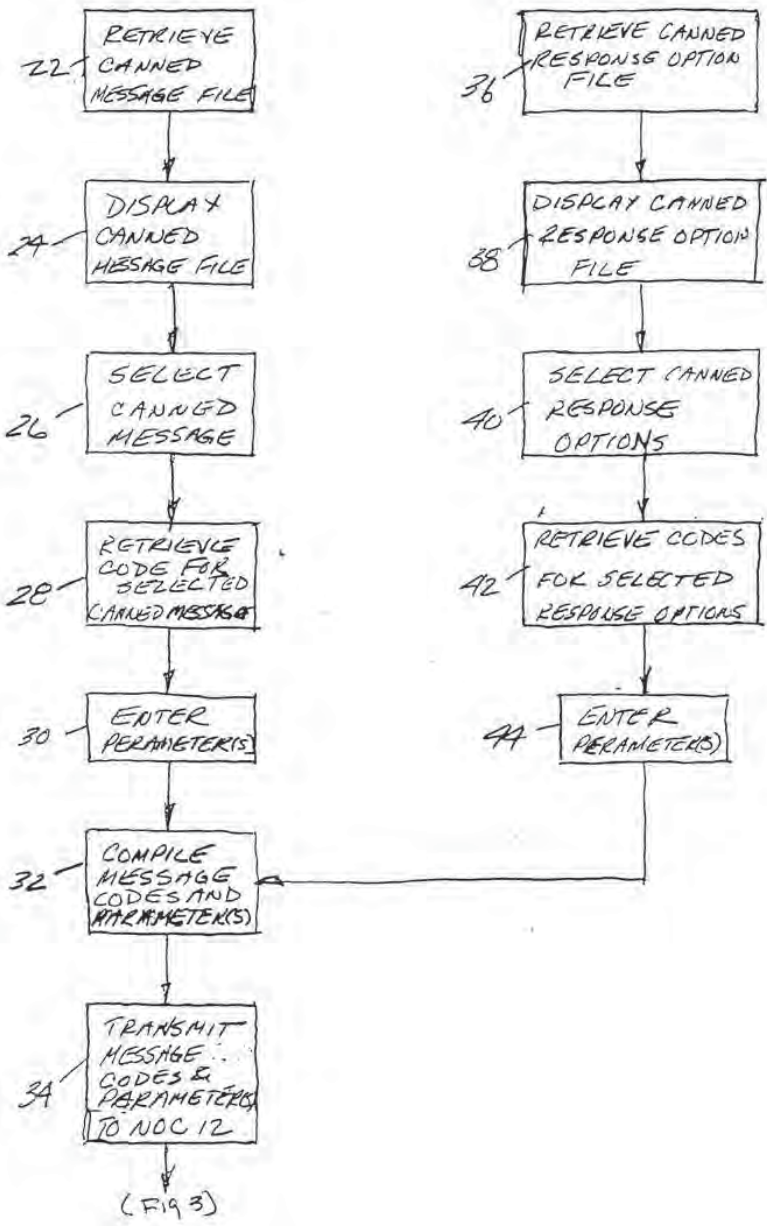 22
RETRIEVE
CANNED
MESSAGE FILE
24
DISPLAY
CANNED
MESSAGE FILE
26
SELECT
CANNED
MESSAGE
28
RETRIEVLE
CODE FOR
SELECTED
CANNED MESSAGE
30
ENTER
PERAMETER(S)
32
COMPILE
MESSAGE
CODES AND
PARAMETER(S)
34
TRANSMIT
MESSAGE
CODES &
PARAMETER(S)
TO NOC 12
(FIG 3)
36
RETRIEVE CANNED
RESPONSE OPTION
FILE
38
DISPLAY CANNED
RESPONSE OPTION
FILE
40
SELECT CANNED
RESPONSE
OPTIONS
42
RETRIEVE CODES
FOR SELECTED
RESPONSE OPTIONS
44
ENTER
PERAMETER(S)